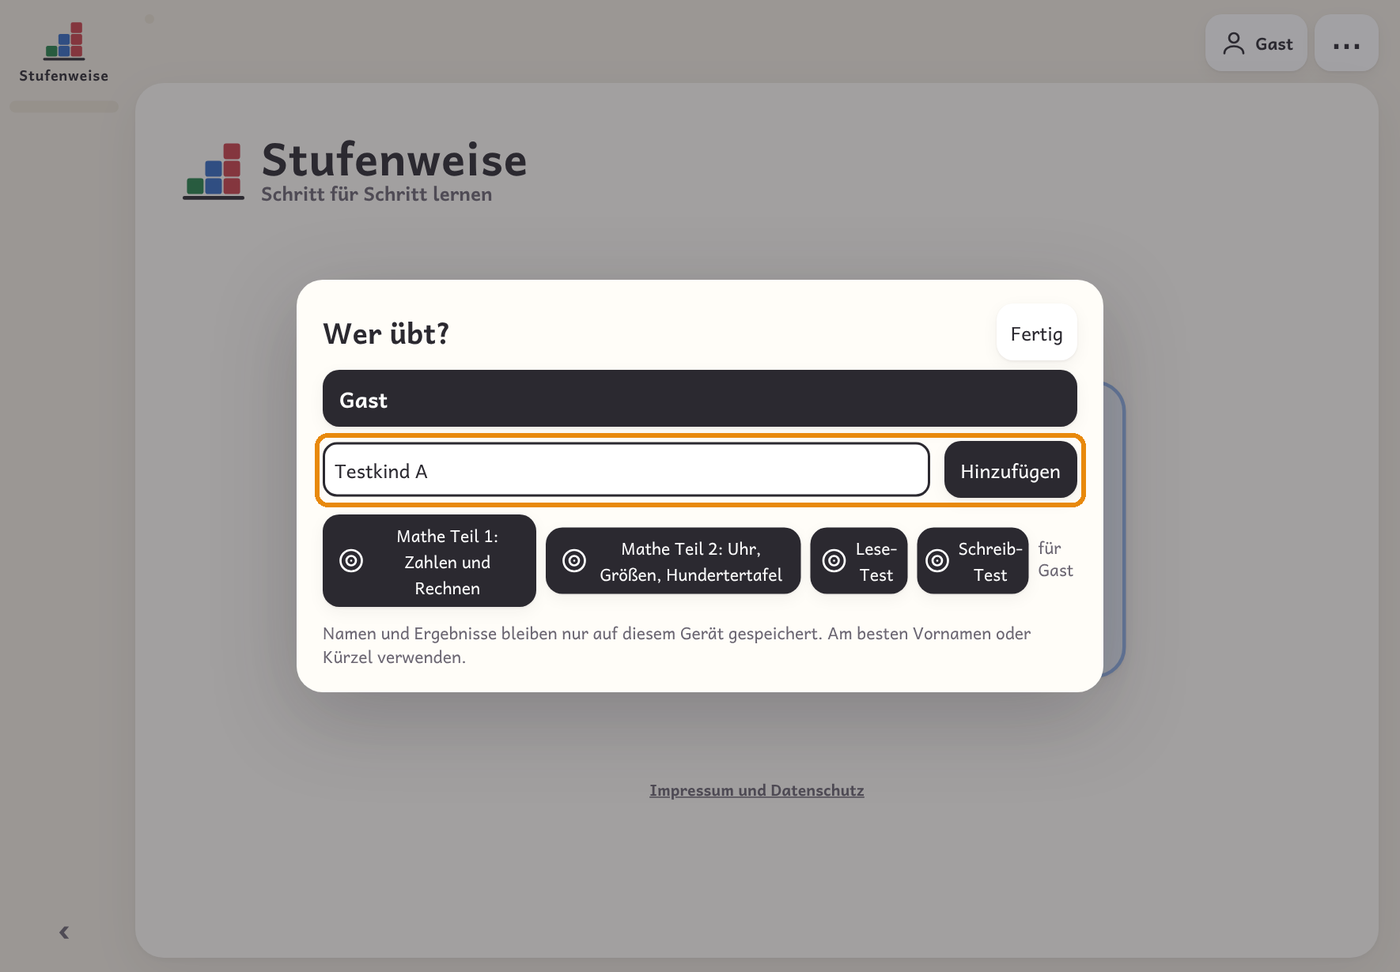 Stufenweise
Gast
...
Stufenweise
Schritt für Schritt lernen
Wer übt?
Fertig
Gast
Testkind A
Hinzufügen
Mathe Teil 1:
Zahlen und
Rechnen
Mathe Teil 2: Uhr,
Größen, Hundertertafel
Lese-
Test
Schreib-
Test
für
Gast
Namen und Ergebnisse bleiben nur auf diesem Gerät gespeichert. Am besten Vornamen oder
Kürzel verwenden.
Impressum und Datenschutz
‹